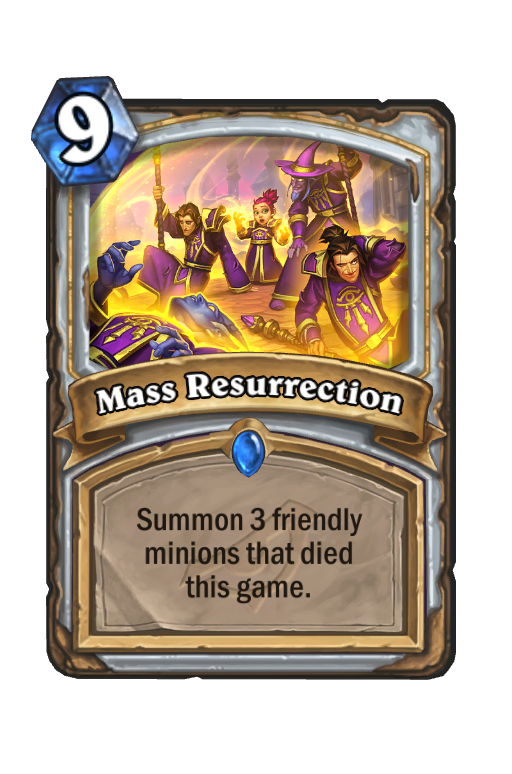 9
Mass Resurrection
Summon 3 friendly
minions that died
this game.